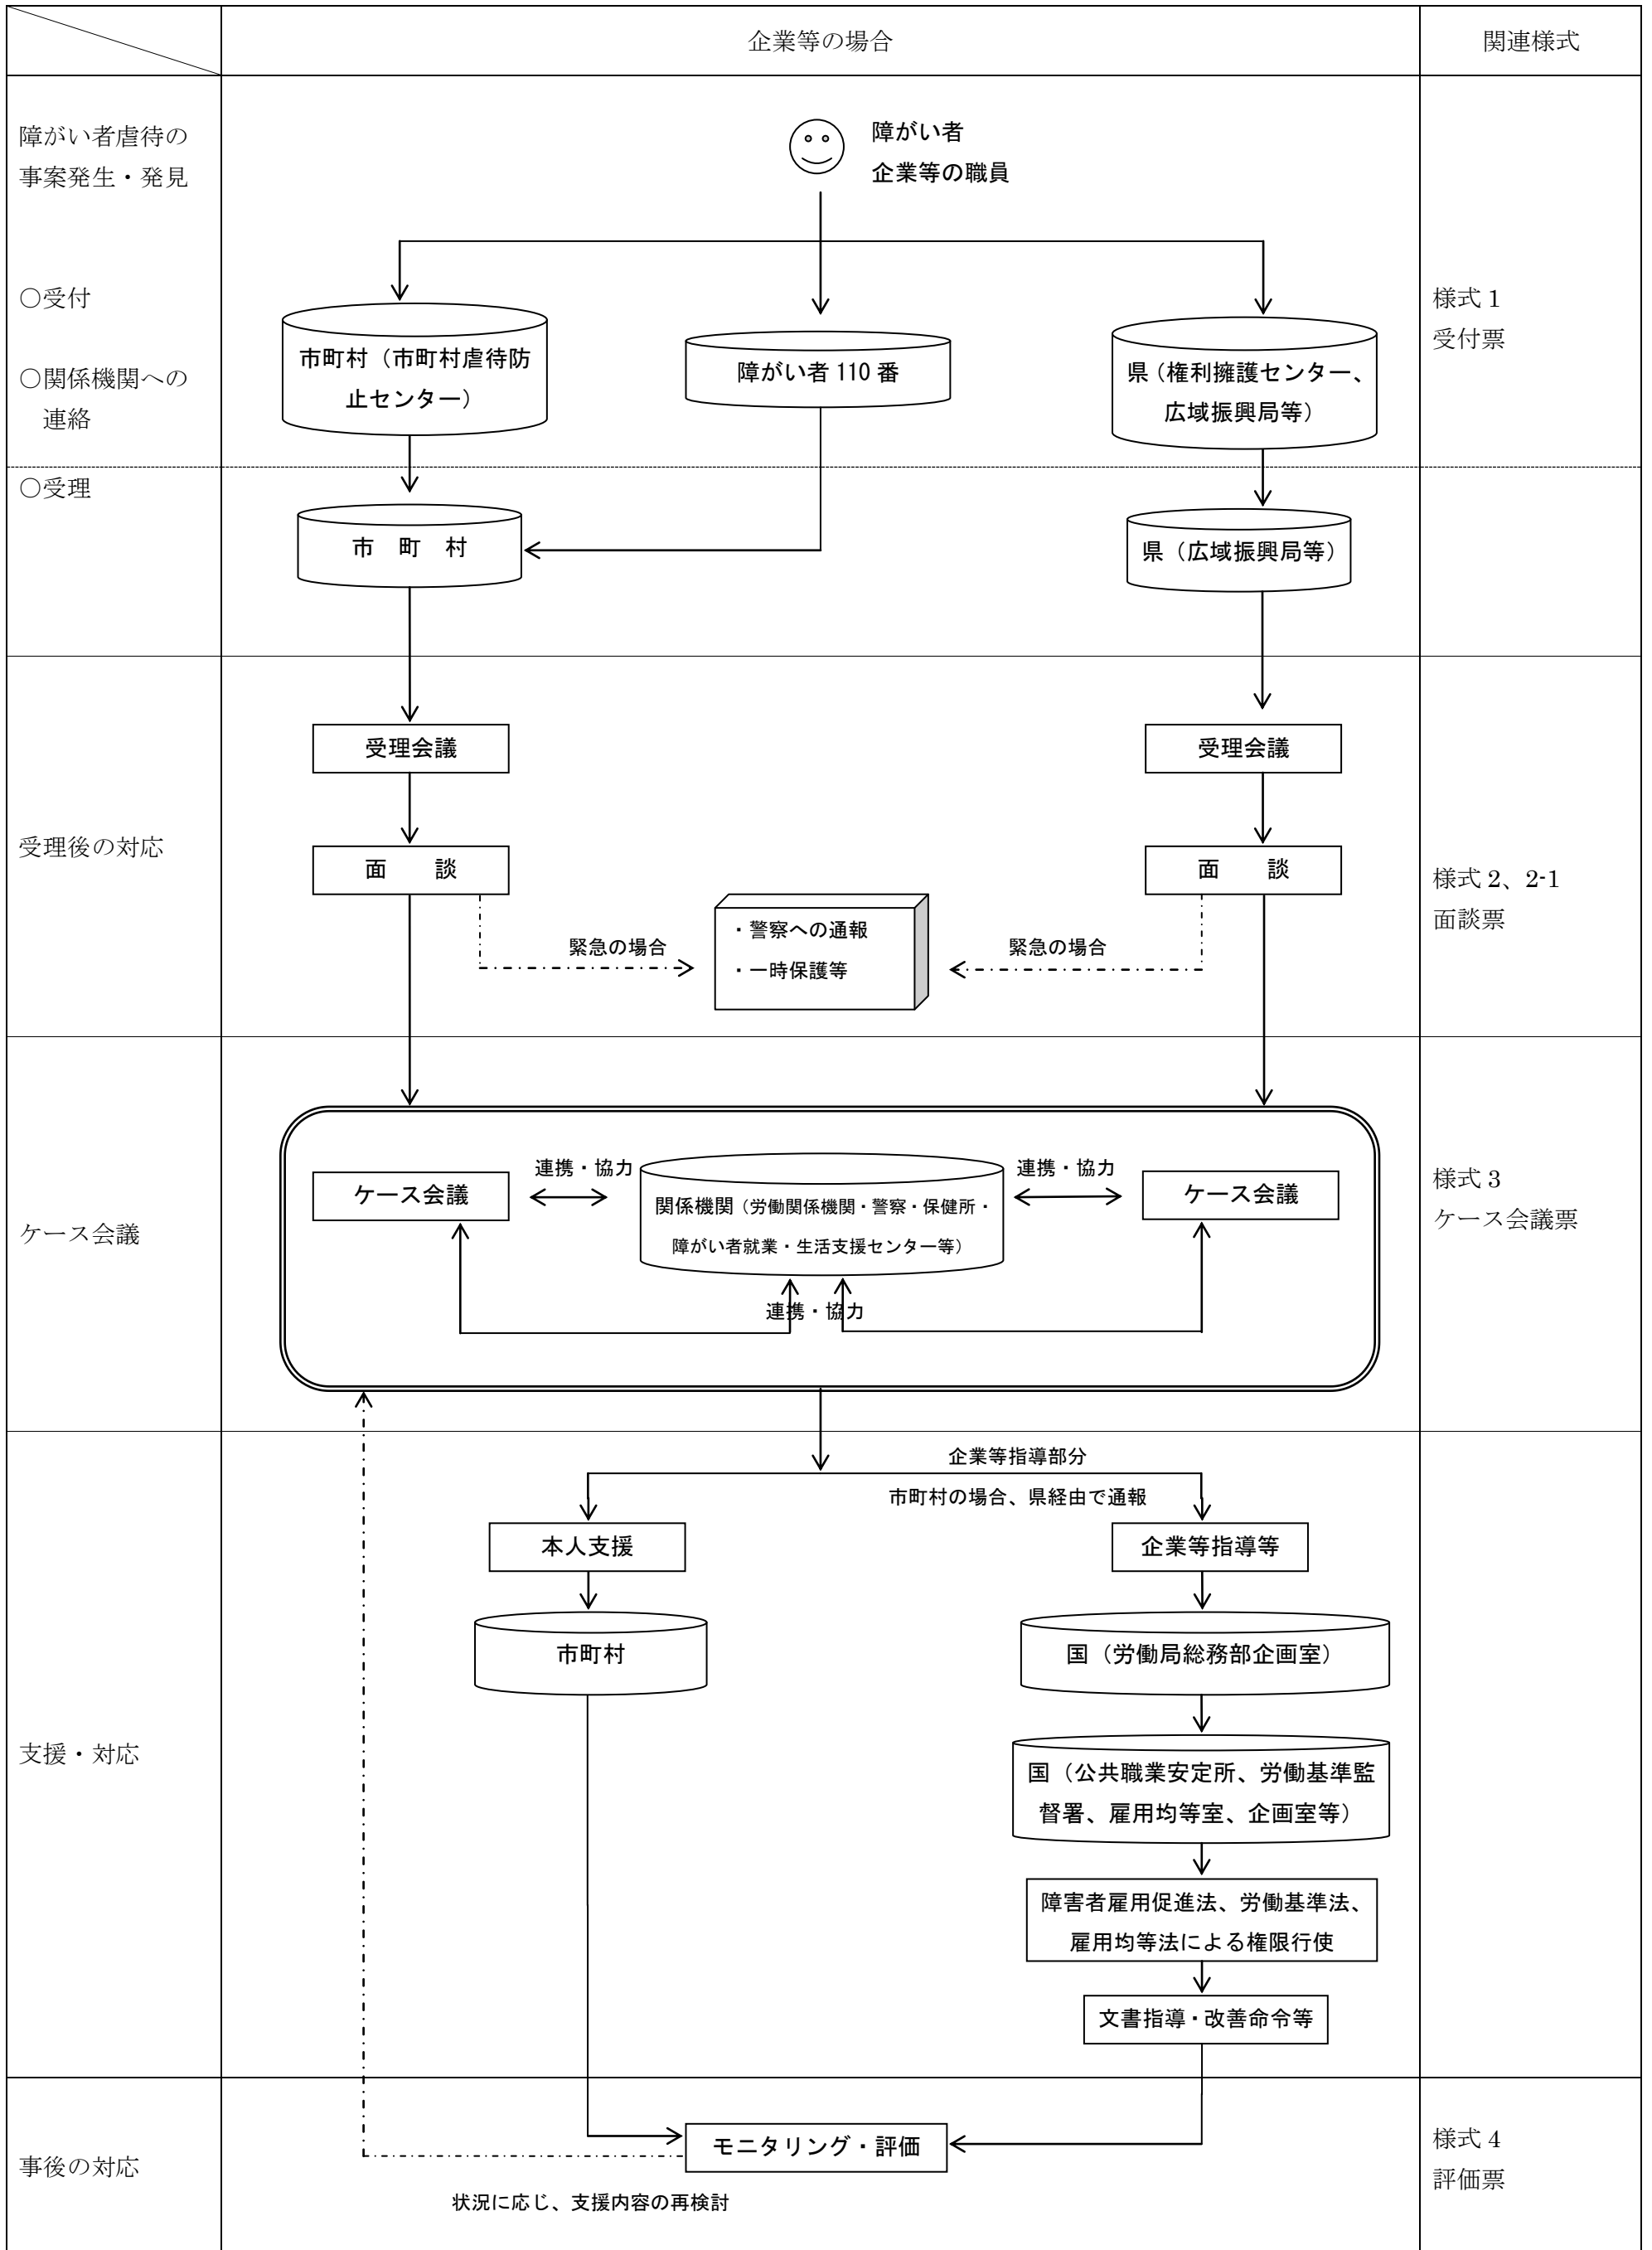 企業等の場合
関連様式
障がい者虐待の
事案発生・発見
障がい者
企業等の職員
○受付
○関係機関への
連絡
市町村（市町村虐待防
止センター）
障がい者 110 番
県（権利擁護センター、
広域振興局等）
様式 1
受付票
○受理
市 町 村
県（広域振興局等）
受理後の対応
受理会議
受理会議
面 談
面 談
緊急の場合
・警察への通報
・一時保護等
緊急の場合
様式 2、2-1
面談票
ケース会議
ケース会議
連携・協力
関係機関（労働関係機関・警察・保健所・
障がい者就業・生活支援センター等）
連携・協力
ケース会議
連携・協力
様式 3
ケース会議票
支援・対応
企業等指導部分
市町村の場合、県経由で通報
本人支援
企業等指導等
市町村
国（労働局総務部企画室）
国（公共職業安定所、労働基準監
督署、雇用均等室、企画室等）
障害者雇用促進法、労働基準法、
雇用均等法による権限行使
文書指導・改善命令等
事後の対応
モニタリング・評価
状況に応じ、支援内容の再検討
様式 4
評価票